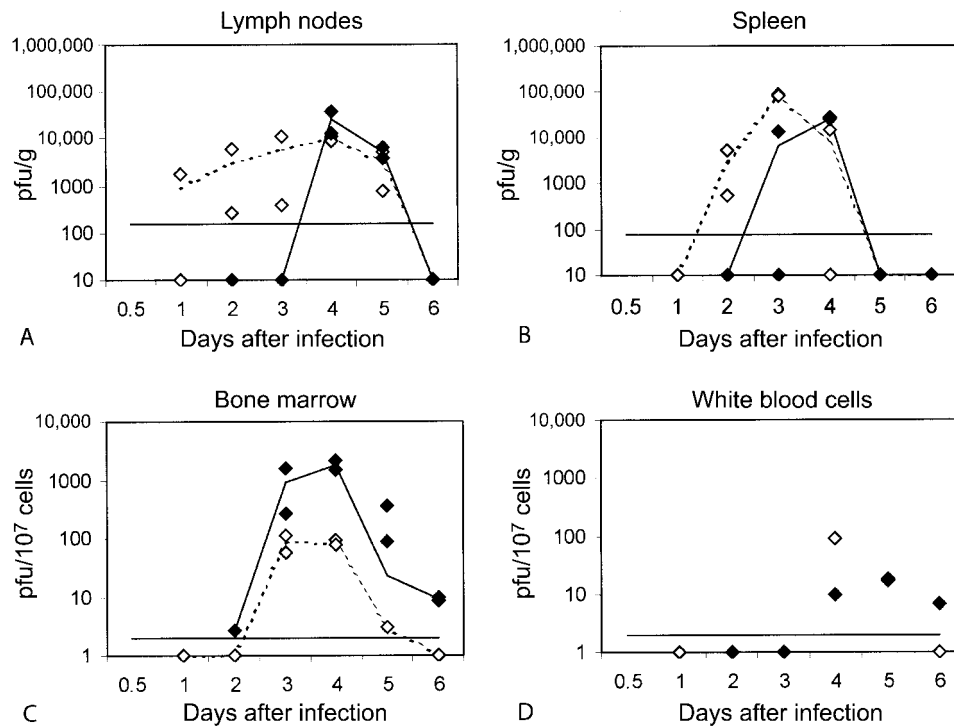 Lymph nodes
1,000,000
100,000
10,000
1000
100
10
pfu/g
0.5 1 2 3 4 5 6
A
Days after infection
Spleen
1,000,000
100,000
10,000
1000
100
10
pfu/g
0.5 1 2 3 4 5 6
B
Days after infection
Bone marrow
10,000
1000
100
10
1
pfu/10⁷ cells
0.5 1 2 3 4 5 6
C
Days after infection
White blood cells
10,000
1000
100
10
1
pfu/10⁷ cells
0.5 1 2 3 4 5 6
D
Days after infection